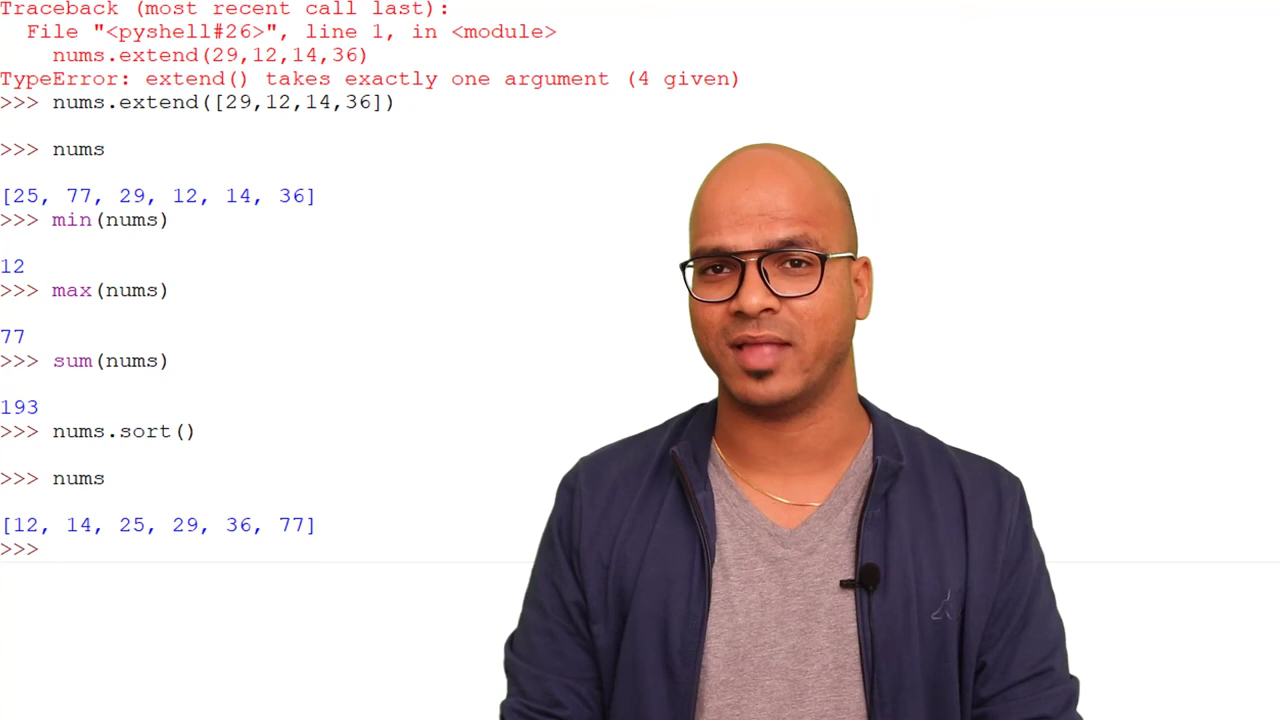 Traceback (most recent call last):
  File "<pyshell#26>", line 1, in <module>
    nums.extend(29,12,14,36)
TypeError: extend() takes exactly one argument (4 given)
>>> nums.extend([29,12,14,36])
>>> nums
[25, 77, 29, 12, 14, 36]
>>> min(nums)
12
>>> max(nums)
77
>>> sum(nums)
193
>>> nums.sort()
>>> nums
[12, 14, 25, 29, 36, 77]
>>>